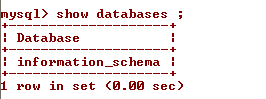 mysql> show databases ;
+--------------------+
| Database           |
+--------------------+
| information_schema |
+--------------------+
1 row in set (0.00 sec)